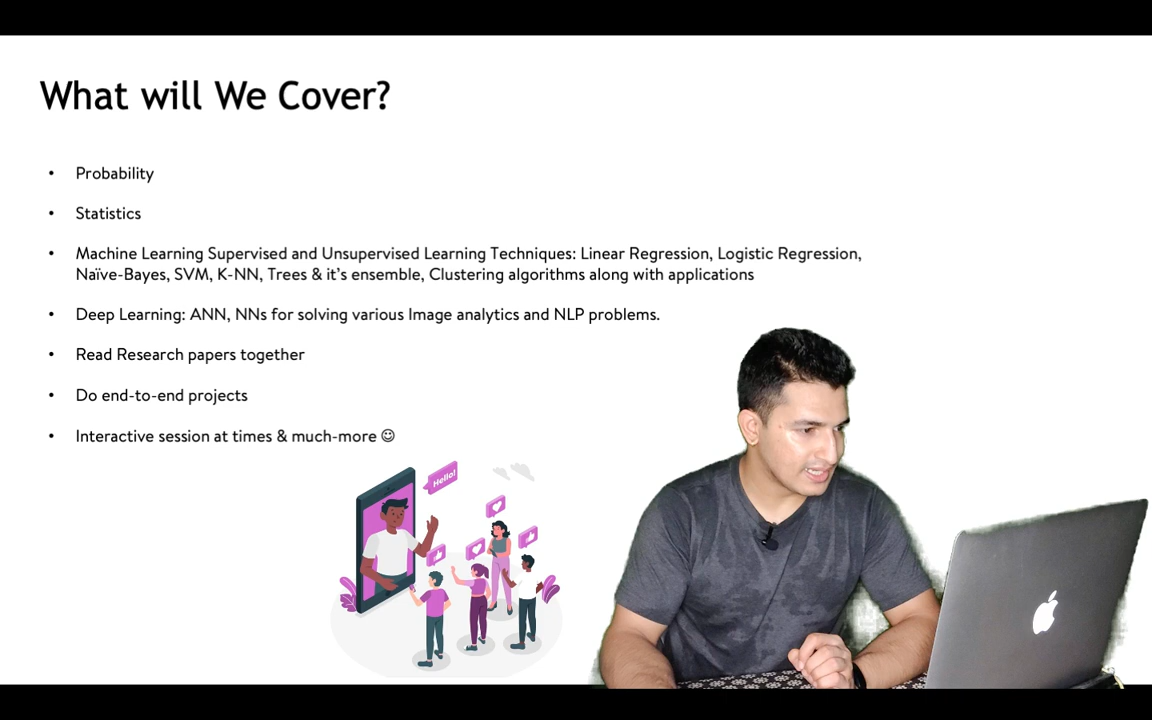 What will We Cover?
• Probability
• Statistics
• Machine Learning Supervised and Unsupervised Learning Techniques: Linear Regression, Logistic Regression,
Naïve-Bayes, SVM, K-NN, Trees & it's ensemble, Clustering algorithms along with applications
• Deep Learning: ANN, NNs for solving various Image analytics and NLP problems.
• Read Research papers together
• Do end-to-end projects
• Interactive session at times & much-more ☺
Hello!